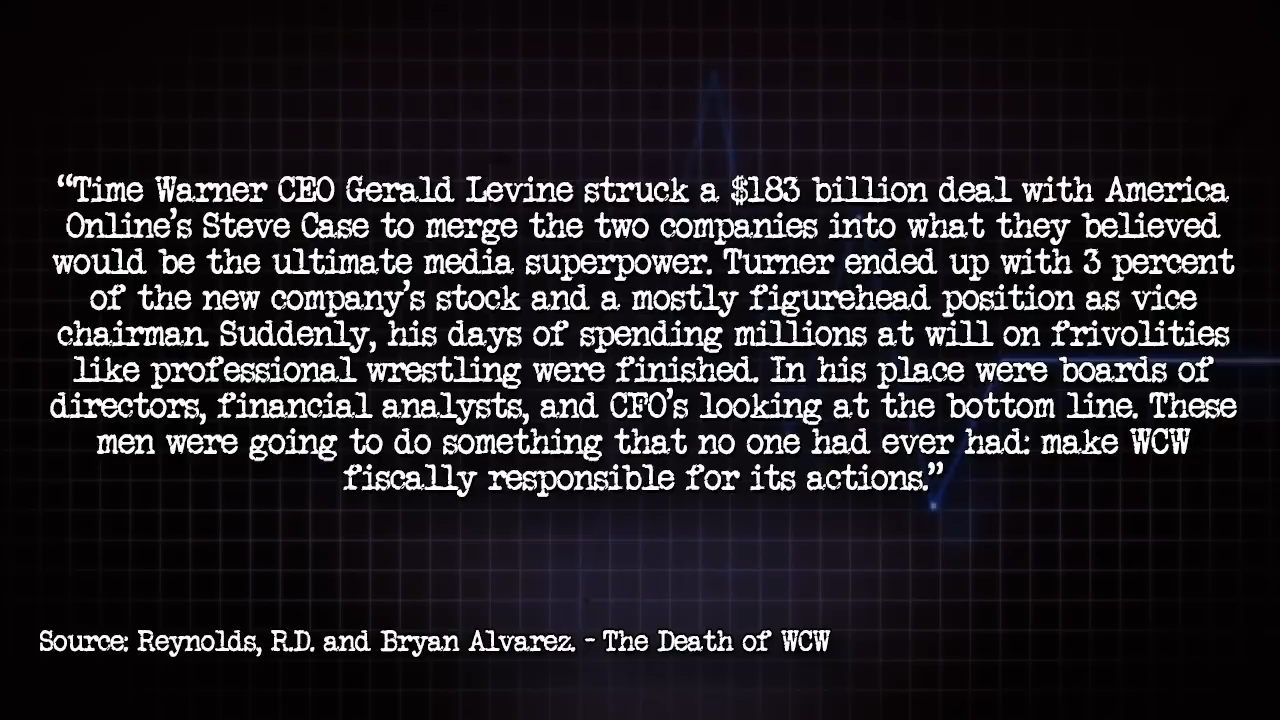 “Time Warner CEO Gerald Levine struck a $183 billion deal with America
Online’s Steve Case to merge the two companies into what they believed
would be the ultimate media superpower. Turner ended up with 3 percent
of the new company’s stock and a mostly figurehead position as vice
chairman. Suddenly, his days of spending millions at will on frivolities
like professional wrestling were finished. In his place were boards of
directors, financial analysts, and CFO’s looking at the bottom line. These
men were going to do something that no one had ever had: make WCW
fiscally responsible for its actions.”
Source: Reynolds, R.D. and Bryan Alvarez. - The Death of WCW